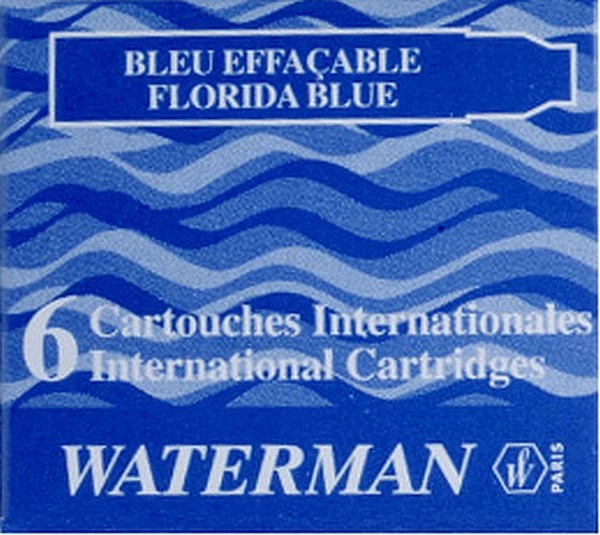 BLEU EFFAÇABLE
FLORIDA BLUE
6 Cartouches Internationales
International Cartridges
WATERMAN
PARIS